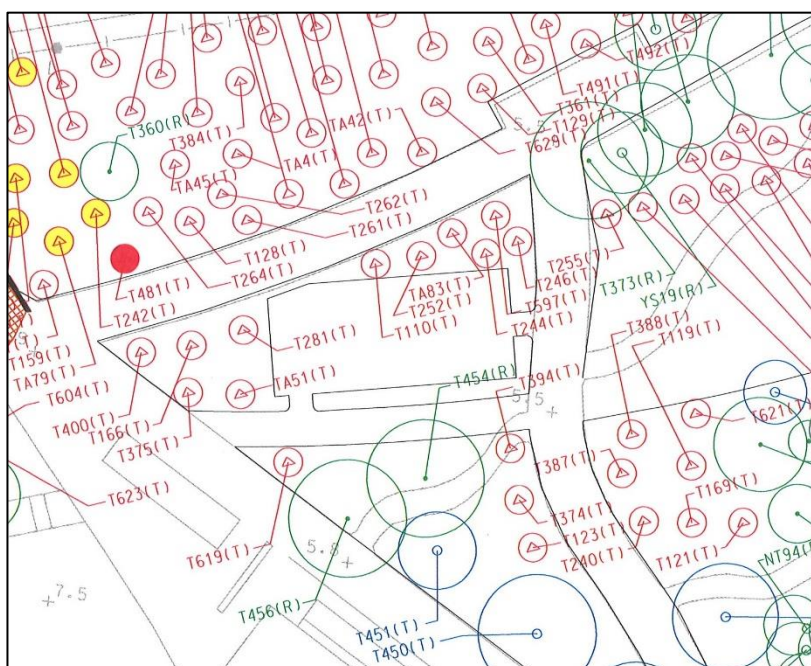 T492(T)
T491(T)
T361(T)
T129(T)
T629(T)
5.5
T360(R)
T384(T)
TA42(T)
TA4(T)
TA45(T)
T262(T)
T261(T)
T128(T)
T264(T)
T481(T)
T242(T)
TA83(T)
T252(T)
T110(T)
T255(T)
T246(T)
T597(T)
T244(T)
T373(R)
YS19(R)
T388(T)
T119(T)
T159(T)
TA79(T)
T604(T)
T281(T)
TA51(T)
T400(T)
T166(T)
T375(T)
T454(R)
T394(T)
5.5
T621(T)
T623(T)
T387(T)
T169(T)
T374(T)
T123(T)
T240(T)
T121(T)
T619(T)
5.8
7.5
T456(R)
T451(T)
T450(T)
NT94(T